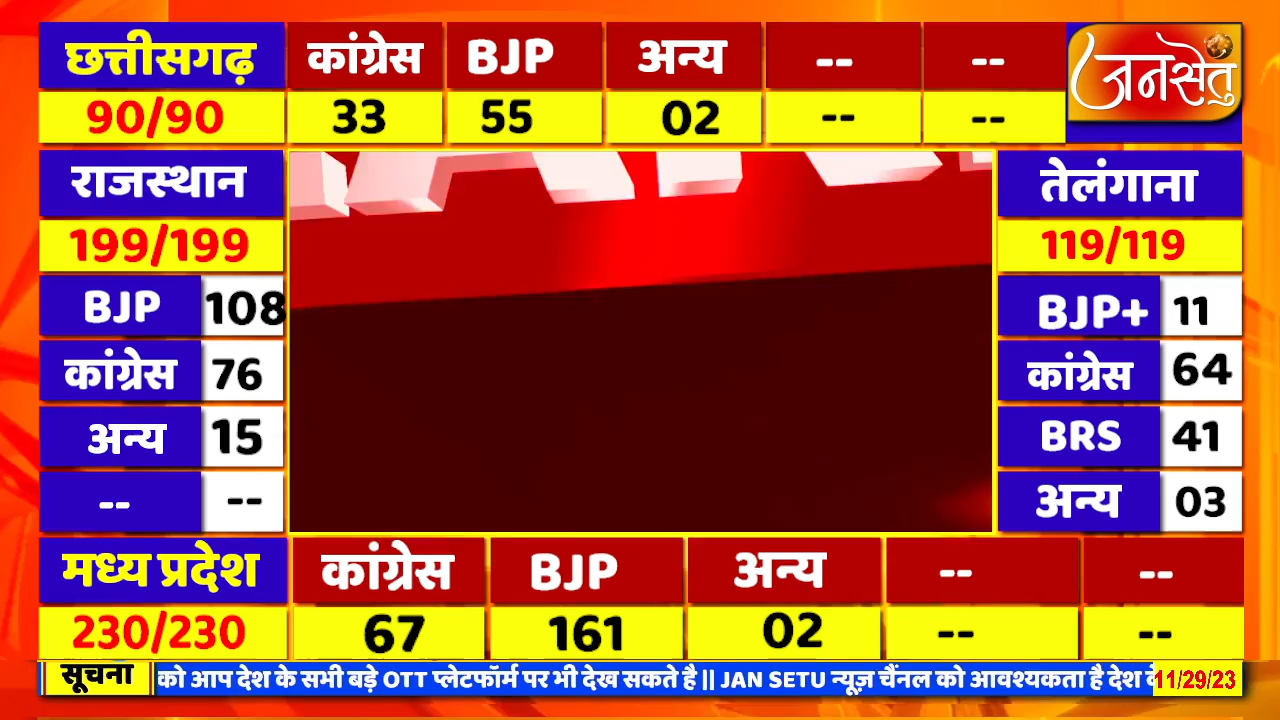 छत्तीसगढ़ कांग्रेस BJP अन्य -- --
90/90 33 55 02 -- --
जनसेतु
राजस्थान
199/199
BJP 108
कांग्रेस 76
अन्य 15
-- --
तेलंगाना
119/119
BJP+ 11
कांग्रेस 64
BRS 41
अन्य 03
मध्य प्रदेश कांग्रेस BJP अन्य -- --
230/230 67 161 02 -- --
सूचना को आप देश के सभी बड़े OTT प्लेटफॉर्म पर भी देख सकते है || JAN SETU न्यूज़ चैंनल को आवश्यकता है देश 11/29/23